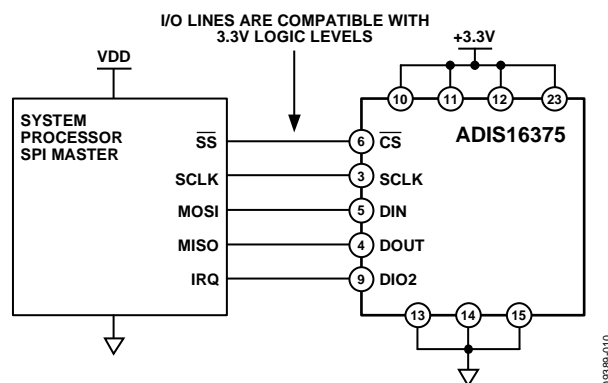 I/O LINES ARE COMPATIBLE WITH
3.3V LOGIC LEVELS
VDD
+3.3V
10
11
12
23
SYSTEM
PROCESSOR
SPI MASTER
ADIS16375
SS
6
CS
SCLK
3
SCLK
MOSI
5
DIN
MISO
4
DOUT
IRQ
9
DIO2
13
14
15
09389-010